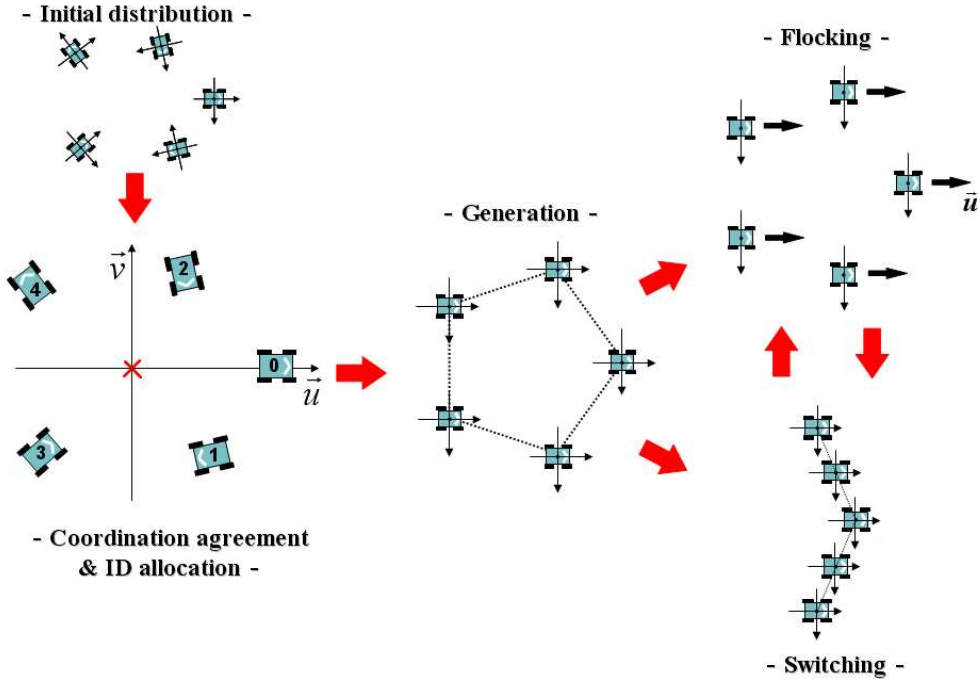 - Initial distribution -
- Flocking -
u
- Generation -
v
2
4
0
u
3
1
- Coordination agreement
& ID allocation -
- Switching -